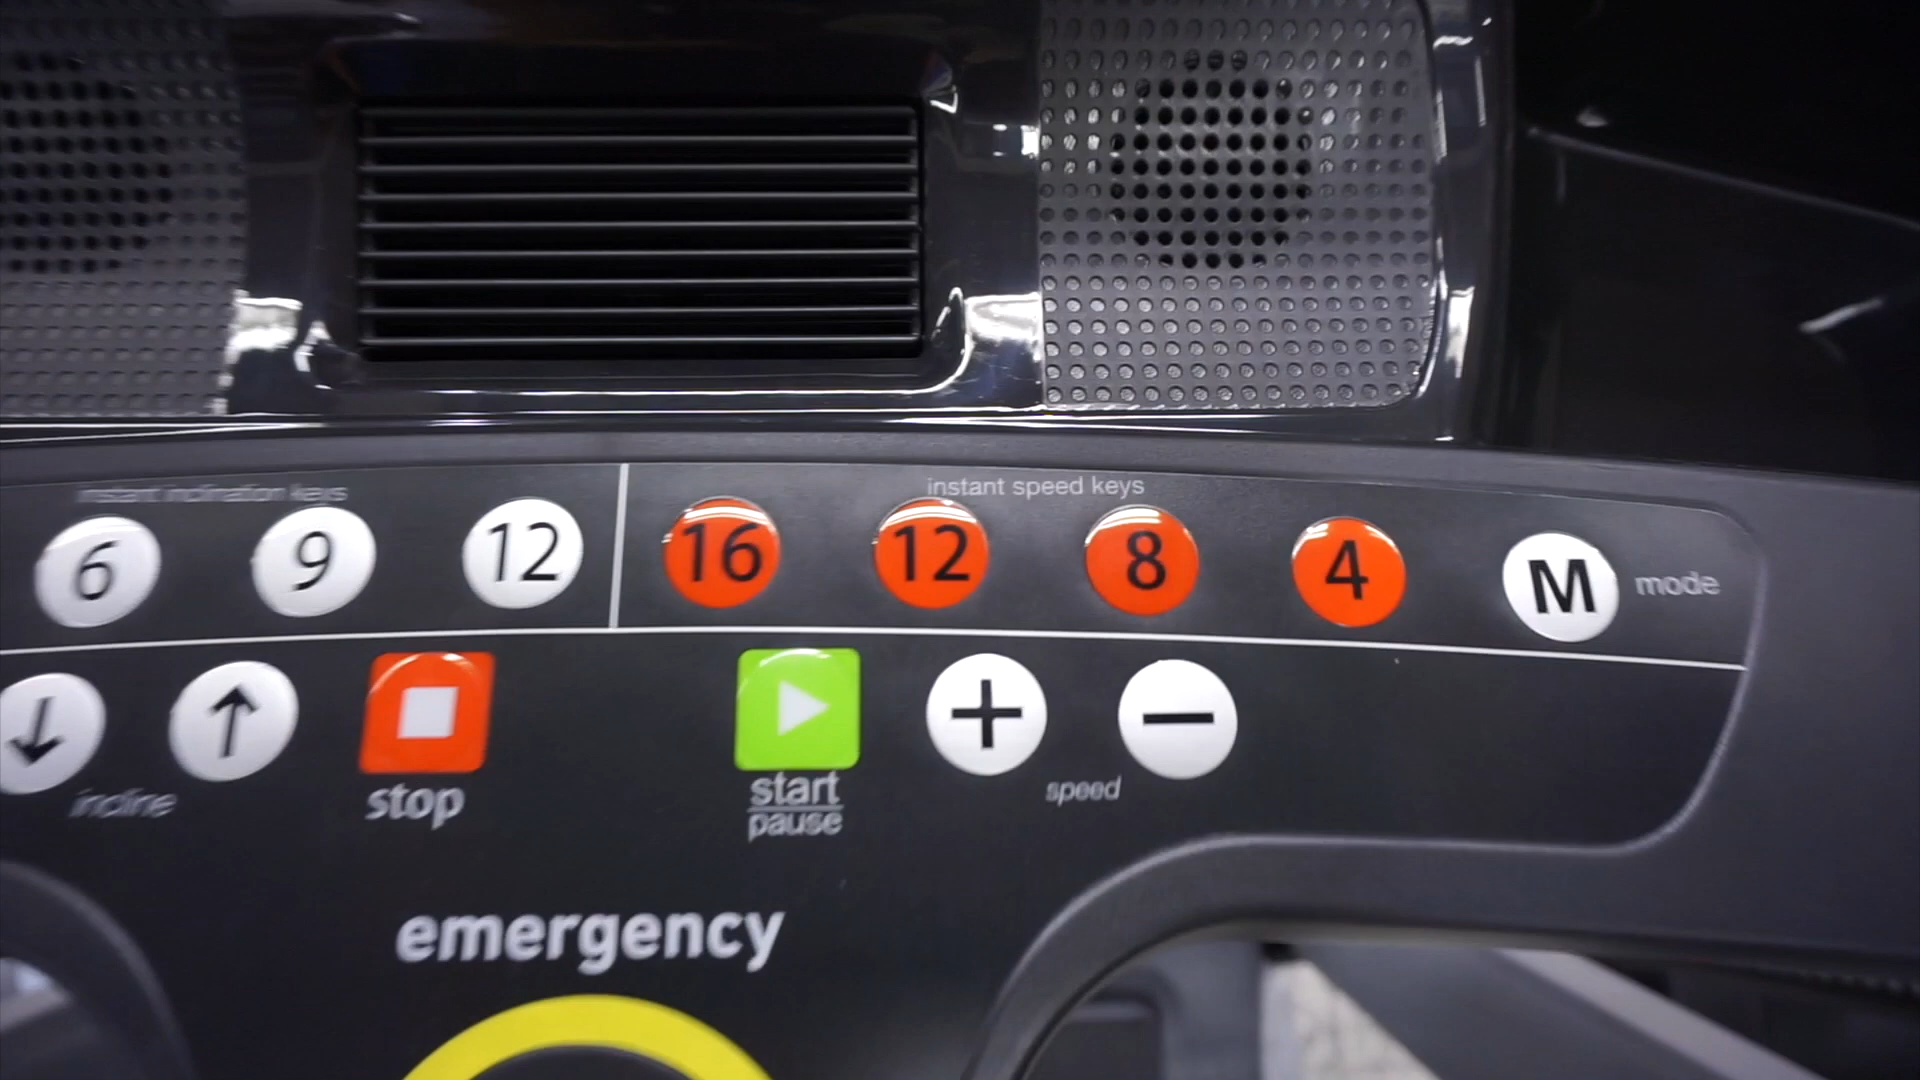 instant inclination keys
instant speed keys
6 9 12 16 12 8 4 M mode
+ −
incline stop start speed
pause
emergency